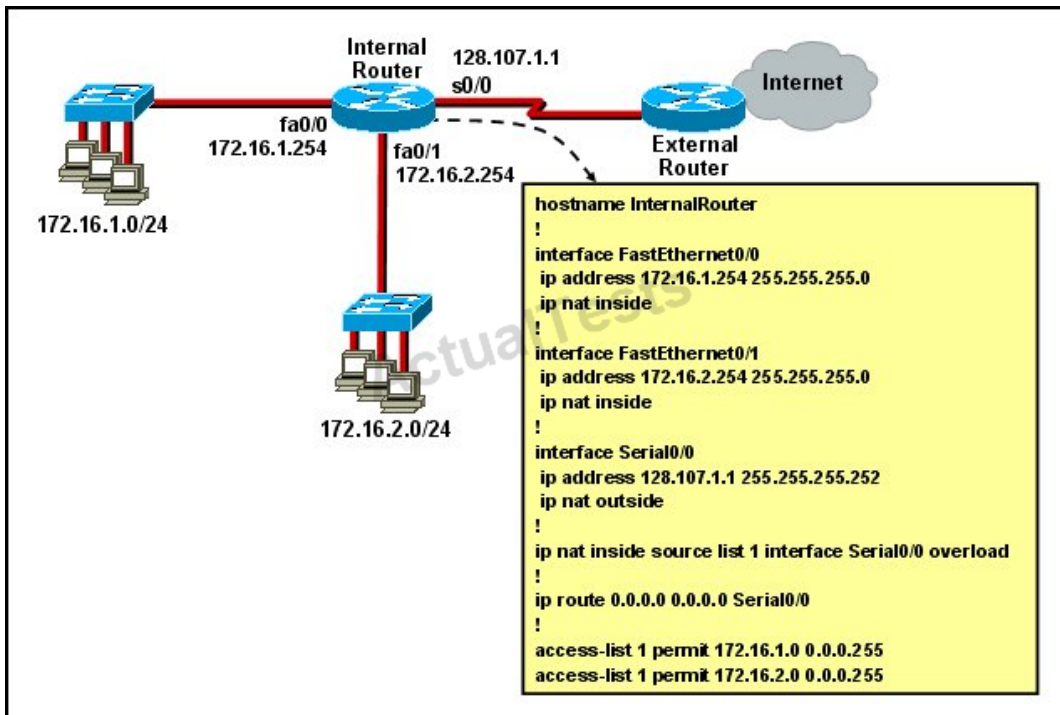 Internal
Router
128.107.1.1
s0/0
Internet
fa0/0
172.16.1.254
fa0/1
172.16.2.254
External
Router
172.16.1.0/24
172.16.2.0/24
hostname InternalRouter
!
interface FastEthernet0/0
ip address 172.16.1.254 255.255.255.0
ip nat inside
!
interface FastEthernet0/1
ip address 172.16.2.254 255.255.255.0
ip nat inside
!
interface Serial0/0
ip address 128.107.1.1 255.255.255.252
ip nat outside
!
ip nat inside source list 1 interface Serial0/0 overload
!
ip route 0.0.0.0 0.0.0.0 Serial0/0
!
access-list 1 permit 172.16.1.0 0.0.0.255
access-list 1 permit 172.16.2.0 0.0.0.255
ActualTests